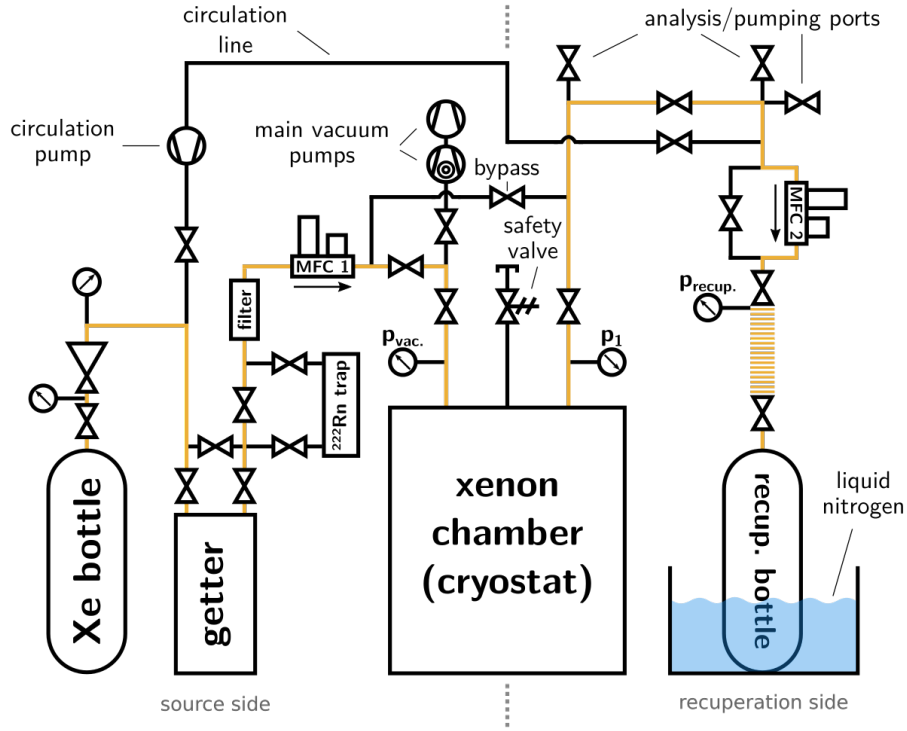 circulation
line
analysis/pumping ports
circulation
pump
main vacuum
pumps
bypass
safety
valve
MFC 1
MFC 2
filter
p_vac.
p_1
p_recup.
²²²Rn trap
Xe bottle
getter
xenon
chamber
(cryostat)
recup. bottle
liquid
nitrogen
source side
recuperation side